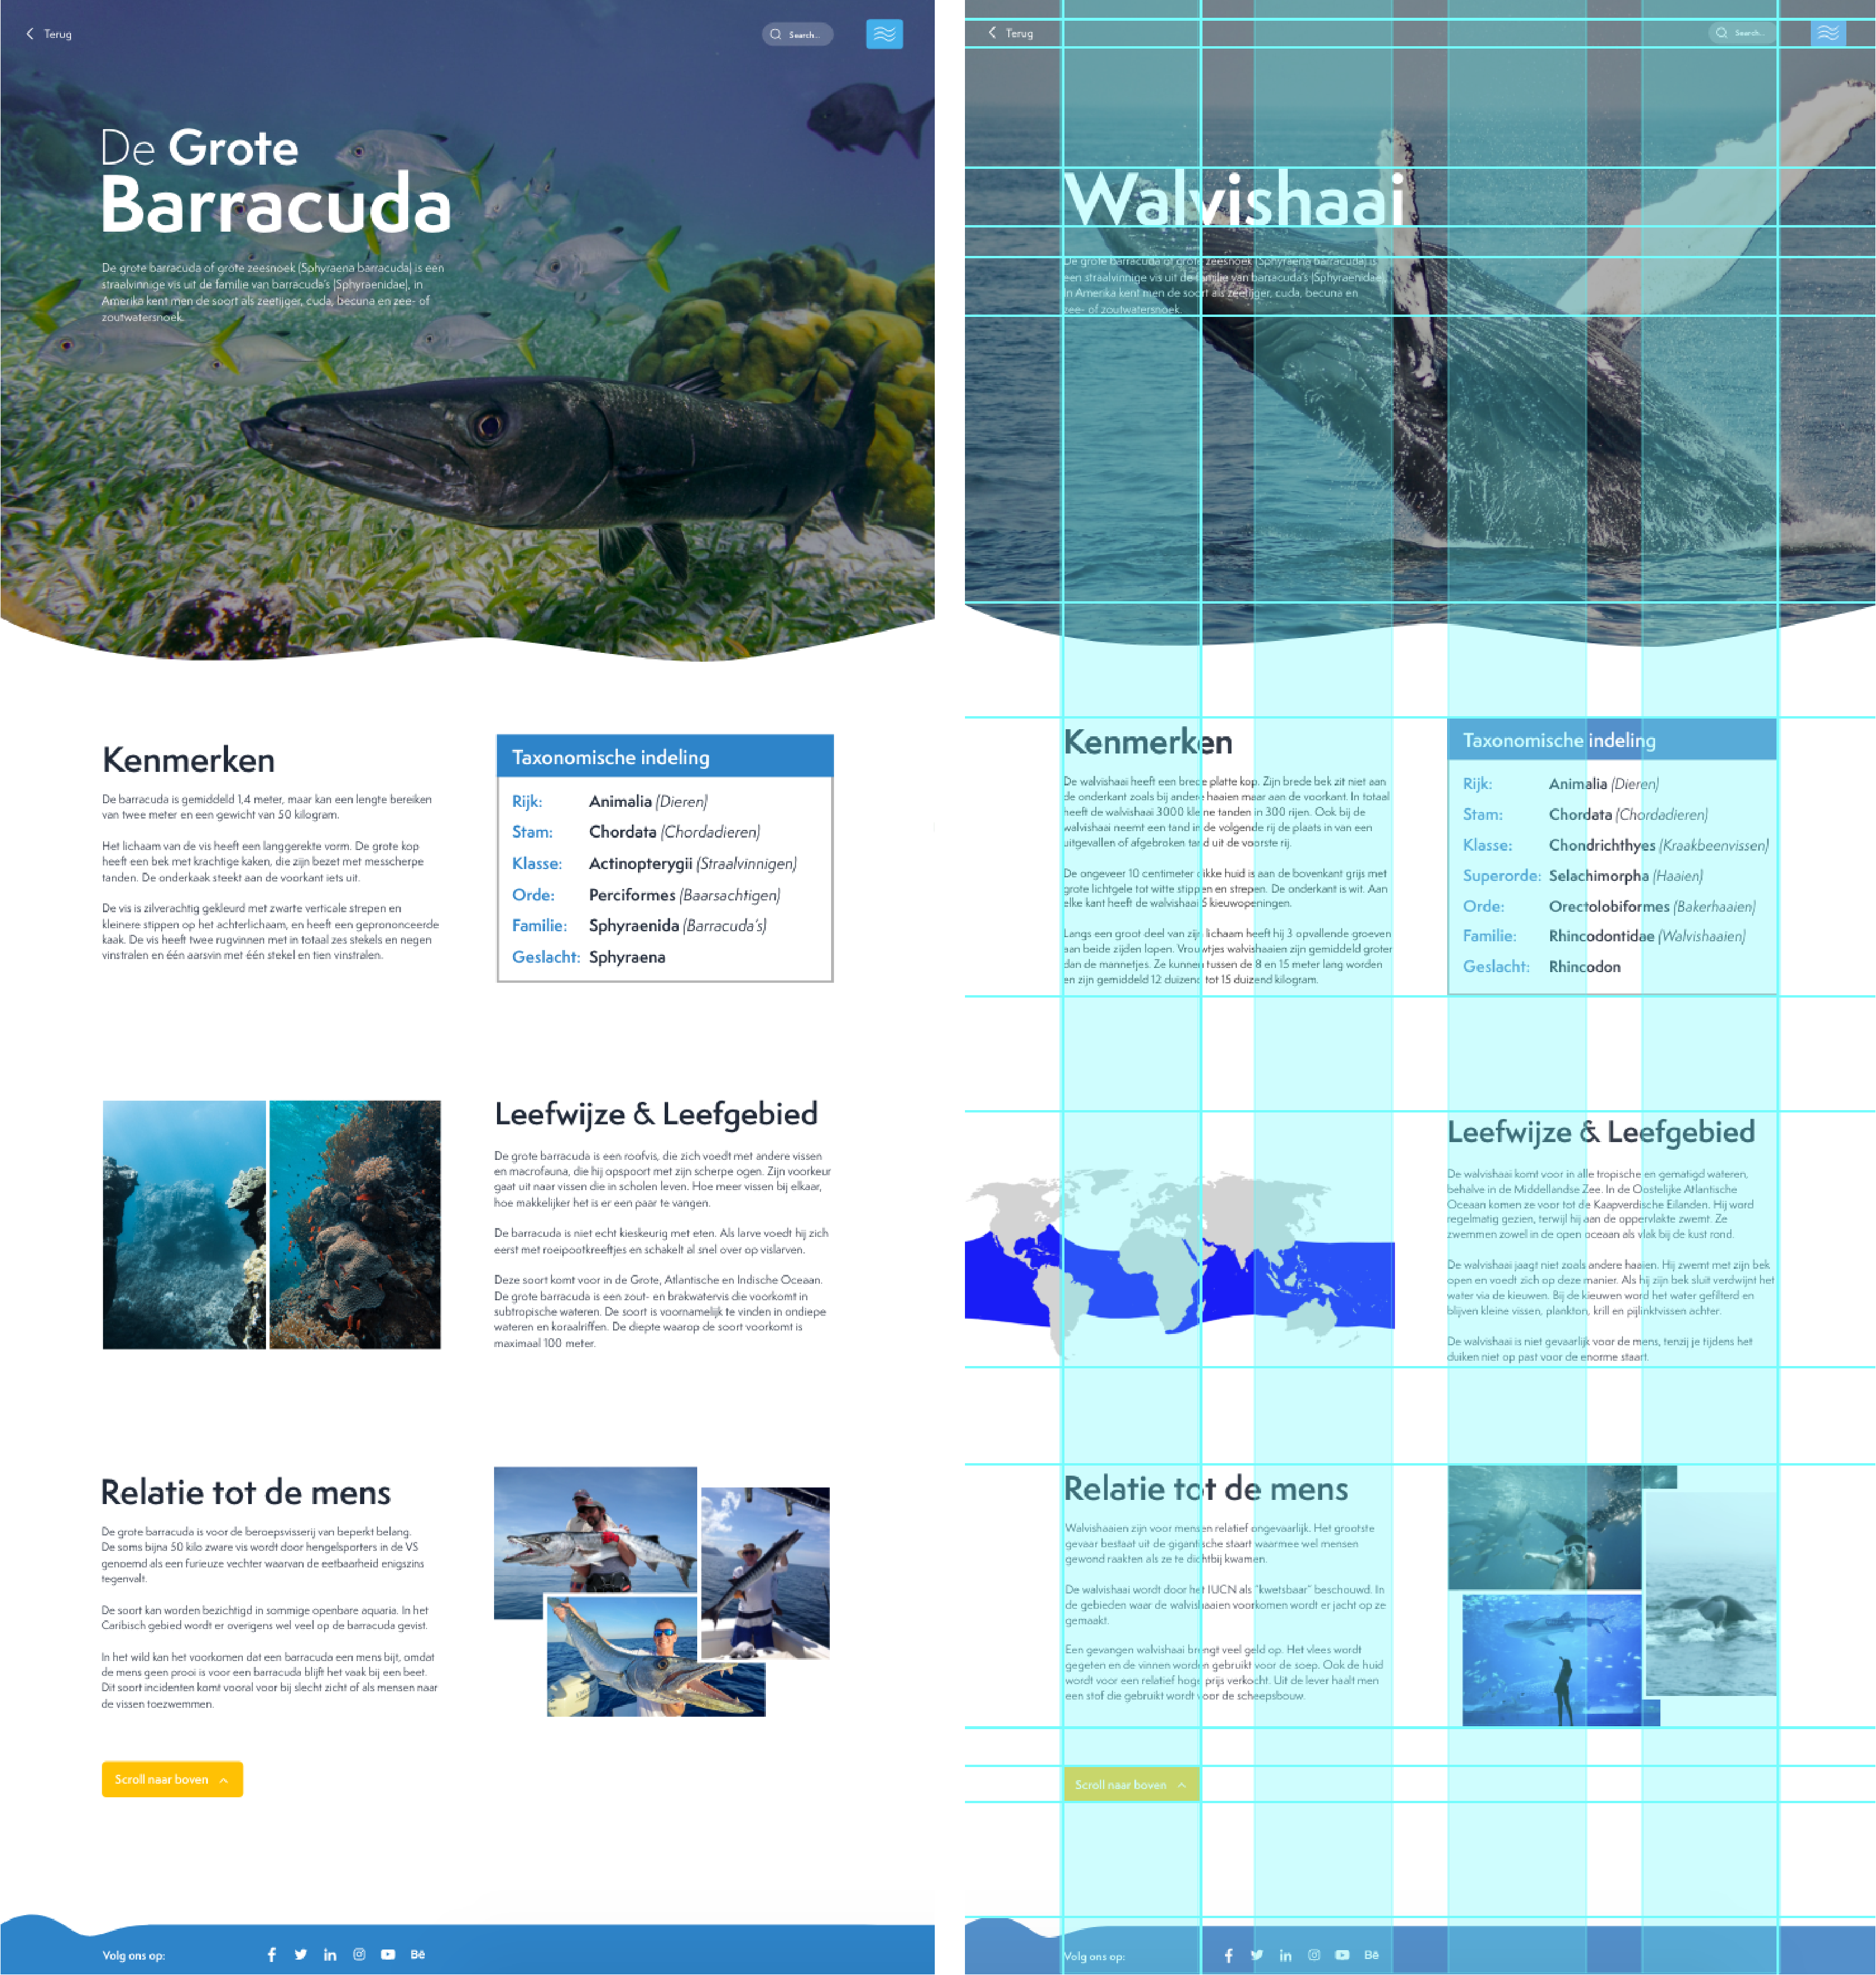 Terug
Search...
De Grote
Barracuda
De grote barracuda of grote zeesnoek (Sphyraena barracuda) is een
straalvinnige vis uit de familie van barracuda's (Sphyraenidae), in
Amerika kent men de soort als zeetijger, cuda, becuna en zee- of
zoutwatersnoek.
Kenmerken
De barracuda is gemiddeld 1,4 meter, maar kan een lengte bereiken
van twee meter en een gewicht van 50 kilogram.
Het lichaam van de vis heeft een langgerekte vorm. De grote kop
heeft een bek met krachtige kaken, die zijn bezet met messcherpe
tanden. De onderkaak steekt aan de voorkant iets uit.
De vis is zilverachtig gekleurd met zwarte verticale strepen en
kleinere stippen op het achterlichaam, en heeft een geprononceerde
kaak. De vis heeft twee rugvinnen met in totaal zes stekels en negen
vinstralen en één aarsvin met één stekel en tien vinstralen.
Taxonomische indeling
Rijk: Animalia (Dieren)
Stam: Chordata (Chordadieren)
Klasse: Actinopterygii (Straalvinnigen)
Orde: Perciformes (Baarsachtigen)
Familie: Sphyraenida (Barracuda's)
Geslacht: Sphyraena
Leefwijze & Leefgebied
De grote barracuda is een roofvis, die zich voedt met andere vissen
en macrofauna, die hij opspoort met zijn scherpe ogen. Zijn voorkeur
gaat uit naar vissen die in scholen leven. Hoe meer vissen bij elkaar,
hoe makkelijker het is er een paar te vangen.
De barracuda is niet echt kieskeurig met eten. Als larve voedt hij zich
eerst met roeipootkreeftjes en schakelt al snel over op vislarven.
Deze soort komt voor in de Grote, Atlantische en Indische Oceaan.
De grote barracuda is een zout- en brakwatervis die voorkomt in
subtropische wateren. De soort is voornamelijk te vinden in ondiepe
wateren en koraalriffen. De diepte waarop de soort voorkomt is
maximaal 100 meter.
Relatie tot de mens
De grote barracuda is voor de beroepsvisserij van beperkt belang.
De soms bijna 50 kilo zware vis wordt door hengelsporters in de VS
genoemd als een furieuze vechter waarvan de eetbaarheid enigszins
tegenvalt.
De soort kan worden bezichtigd in sommige openbare aquaria. In het
Caribisch gebied wordt er overigens wel veel op de barracuda gevist.
In het wild kan het voorkomen dat een barracuda een mens bijt, omdat
de mens geen prooi is voor een barracuda blijft het vaak bij een beet.
Dit soort incidenten komt vooral voor bij slecht zicht of als mensen naar
de vissen toezwemmen.
Scroll naar boven
Volg ons op:
Bē
Terug
Search...
Walvishaai
De grote barracuda of grote zeesnoek (Sphyraena barracuda) is
een straalvinnige vis uit de familie van barracuda's (Sphyraenidae),
in Amerika kent men de soort als zeetijger, cuda, becuna en
zee- of zoutwatersnoek.
Kenmerken
De walvishaai heeft een brede platte kop. Zijn brede bek zit niet aan
de onderkant zoals bij andere haaien maar aan de voorkant. In totaal
heeft de walvishaai 3000 kleine tanden in 300 rijen. Ook bij de
walvishaai neemt een tand in de volgende rij de plaats in van een
uitgevallen of afgebroken tand uit de voorste rij.
De ongeveer 10 centimeter dikke huid is aan de bovenkant grijs met
grote lichtgele tot witte stippen en strepen. De onderkant is wit. Aan
elke kant heeft de walvishaai 5 kieuwopeningen.
Langs een groot deel van zijn lichaam heeft hij 3 opvallende groeven
aan beide zijden lopen. Vrouwtjes walvishaaien zijn gemiddeld groter
dan de mannetjes. Ze kunnen tussen de 8 en 15 meter lang worden
en zijn gemiddeld 12 duizend tot 15 duizend kilogram.
Taxonomische indeling
Rijk: Animalia (Dieren)
Stam: Chordata (Chordadieren)
Klasse: Chondrichthyes (Kraakbeenvissen)
Superorde: Selachimorpha (Haaien)
Orde: Orectolobiformes (Bakerhaaien)
Familie: Rhincodontidae (Walvishaaien)
Geslacht: Rhincodon
Leefwijze & Leefgebied
De walvishaai komt voor in alle tropische en gematigd wateren,
behalve in de Middellandse Zee. In de Oostelijke Atlantische
Oceaan komen ze voor tot de Kaapverdische Eilanden. Hij word
regelmatig gezien, terwijl hij aan de oppervlakte zwemt. Ze
zwemmen zowel in de open oceaan als vlak bij de kust rond.
De walvishaai jaagt niet zoals andere haaien. Hij zwemt met zijn bek
open en voedt zich op deze manier. Als hij zijn bek sluit verdwijnt het
water via de kieuwen. Bij de kieuwen word het water gefilterd en
blijven kleine vissen, plankton, krill en pijlinktvissen achter.
De walvishaai is niet gevaarlijk voor de mens, tenzij je tijdens het
duiken niet op past voor de enorme staart.
Relatie tot de mens
Walvishaaien zijn voor mensen relatief ongevaarlijk. Het grootste
gevaar bestaat uit de gigantische staart waarmee wel mensen
gewond raakten als ze te dichtbij kwamen.
De walvishaai wordt door het IUCN als "kwetsbaar" beschouwd. In
de gebieden waar de walvishaaien voorkomen wordt er jacht op ze
gemaakt.
Een gevangen walvishaai brengt veel geld op. Het vlees wordt
gegeten en de vinnen worden gebruikt voor de soep. Ook de huid
wordt voor een relatief hoge prijs verkocht. Uit de lever haalt men
een stof die gebruikt wordt voor de scheepsbouw.
Scroll naar boven
Volg ons op:
Bē